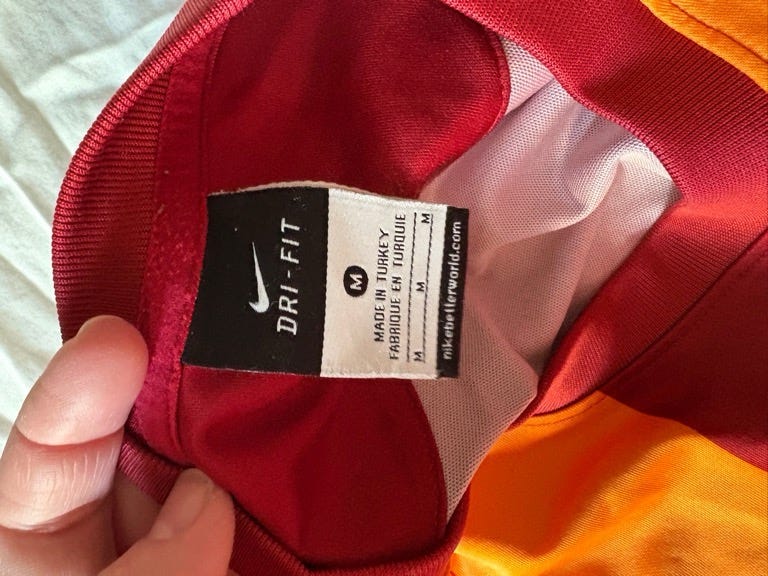 DRI-FIT
M
MADE IN TURKEY
FABRIQUE EN TURQUIE
M M M
nikebetterworld.com